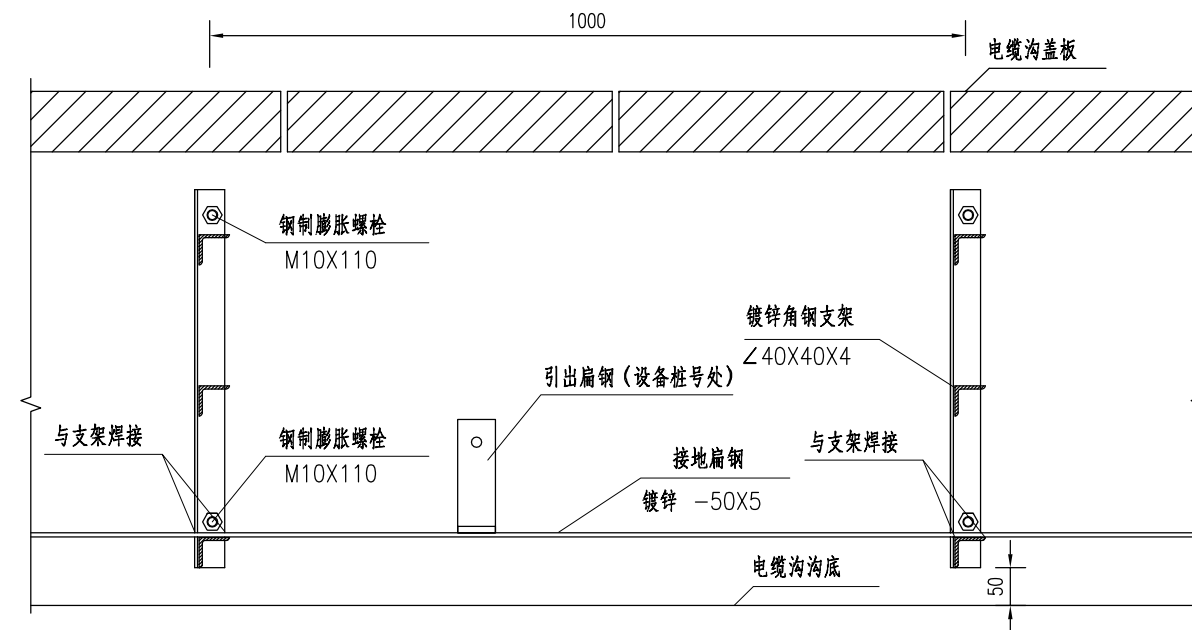 1000
电缆沟盖板
钢制膨胀螺栓
M10X110
镀锌角钢支架
∠40X40X4
引出扁钢（设备桩号处）
与支架焊接
钢制膨胀螺栓
M10X110
接地扁钢
镀锌 -50X5
与支架焊接
电缆沟沟底
50